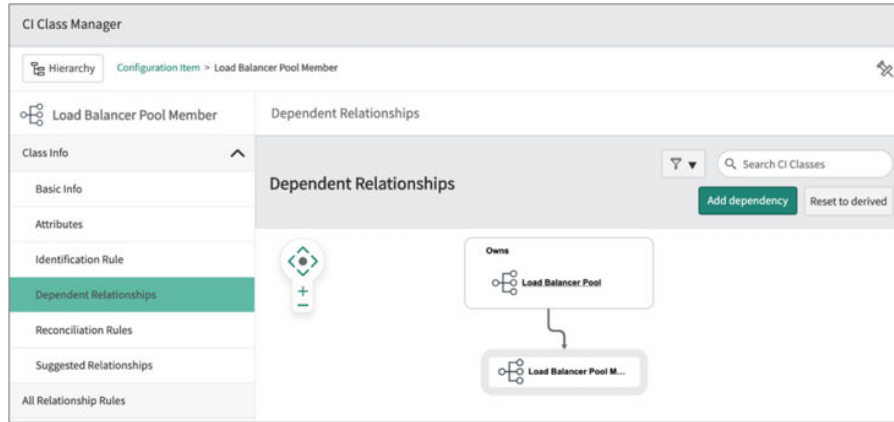 CI Class Manager
Hierarchy Configuration Item > Load Balancer Pool Member
Load Balancer Pool Member
Dependent Relationships
Class Info
Basic Info
Attributes
Identification Rule
Dependent Relationships
Reconciliation Rules
Suggested Relationships
All Relationship Rules
Dependent Relationships
Search CI Classes
Add dependency
Reset to derived
Owns
Load Balancer Pool
Load Balancer Pool M...